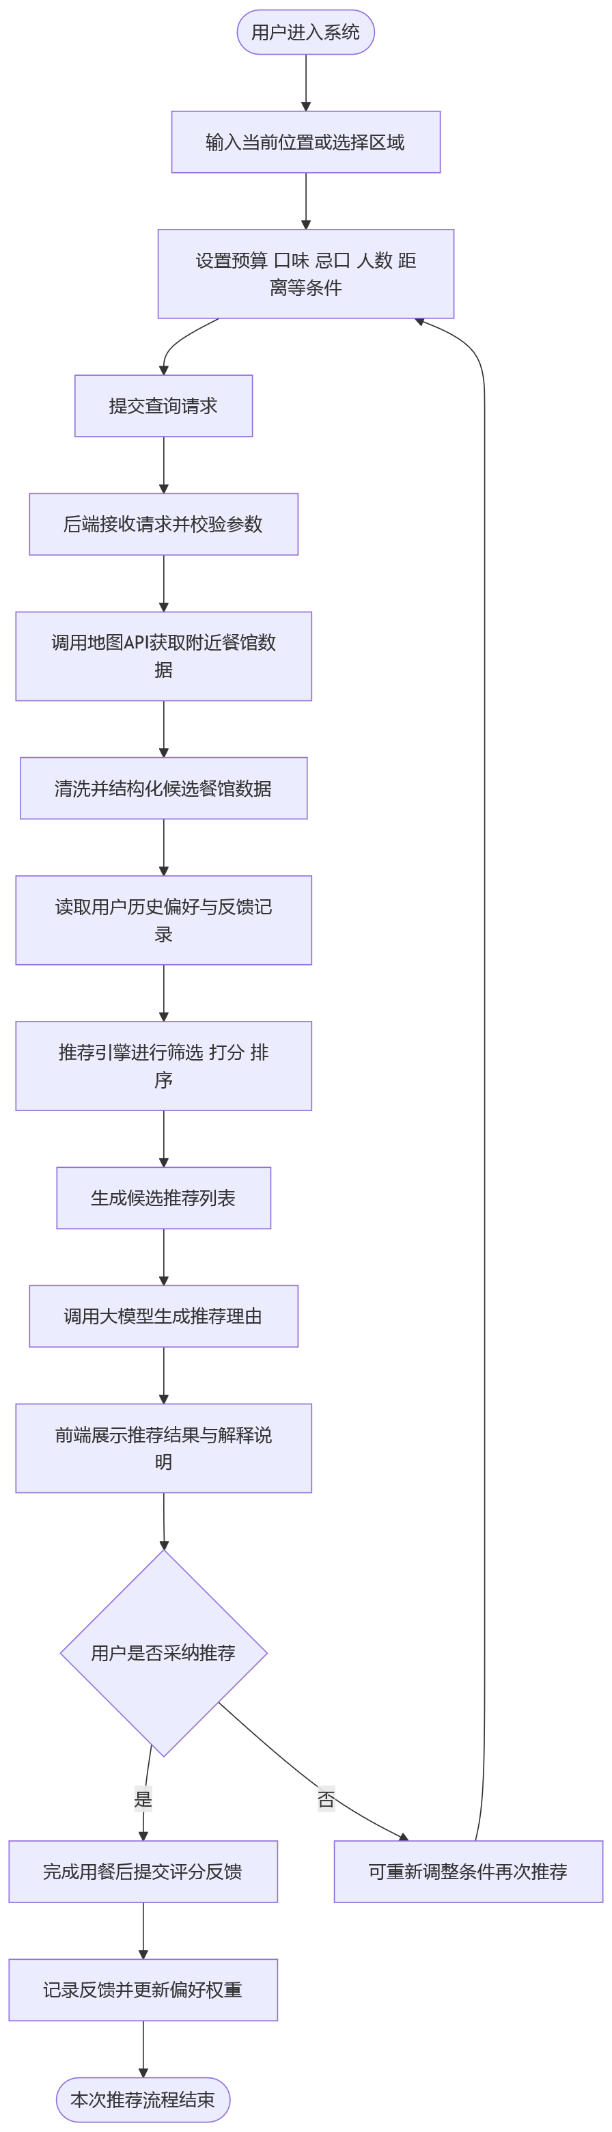 用户进入系统
输入当前位置或选择区域
设置预算 口味 忌口 人数 距
离等条件
提交查询请求
后端接收请求并校验参数
调用地图API获取附近餐馆数
据
清洗并结构化候选餐馆数据
读取用户历史偏好与反馈记
录
推荐引擎进行筛选 打分 排
序
生成候选推荐列表
调用大模型生成推荐理由
前端展示推荐结果与解释说
明
用户是否采纳推荐
是
否
完成用餐后提交评分反馈
可重新调整条件再次推荐
记录反馈并更新偏好权重
本次推荐流程结束